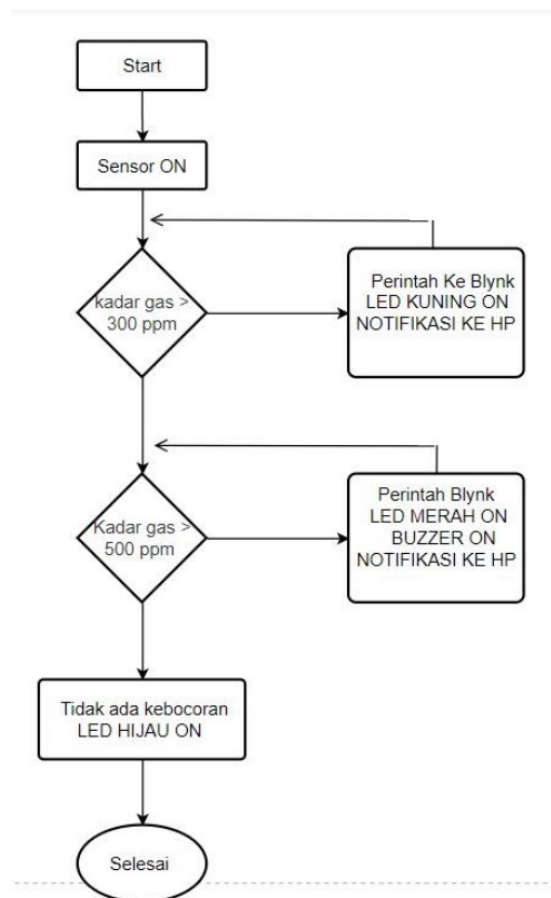 Start
Sensor ON
kadar gas >
300 ppm
Perintah Ke Blynk
LED KUNING ON
NOTIFIKASI KE HP
Kadar gas >
500 ppm
Perintah Blynk
LED MERAH ON
BUZZER ON
NOTIFIKASI KE HP
Tidak ada kebocoran
LED HIJAU ON
Selesai